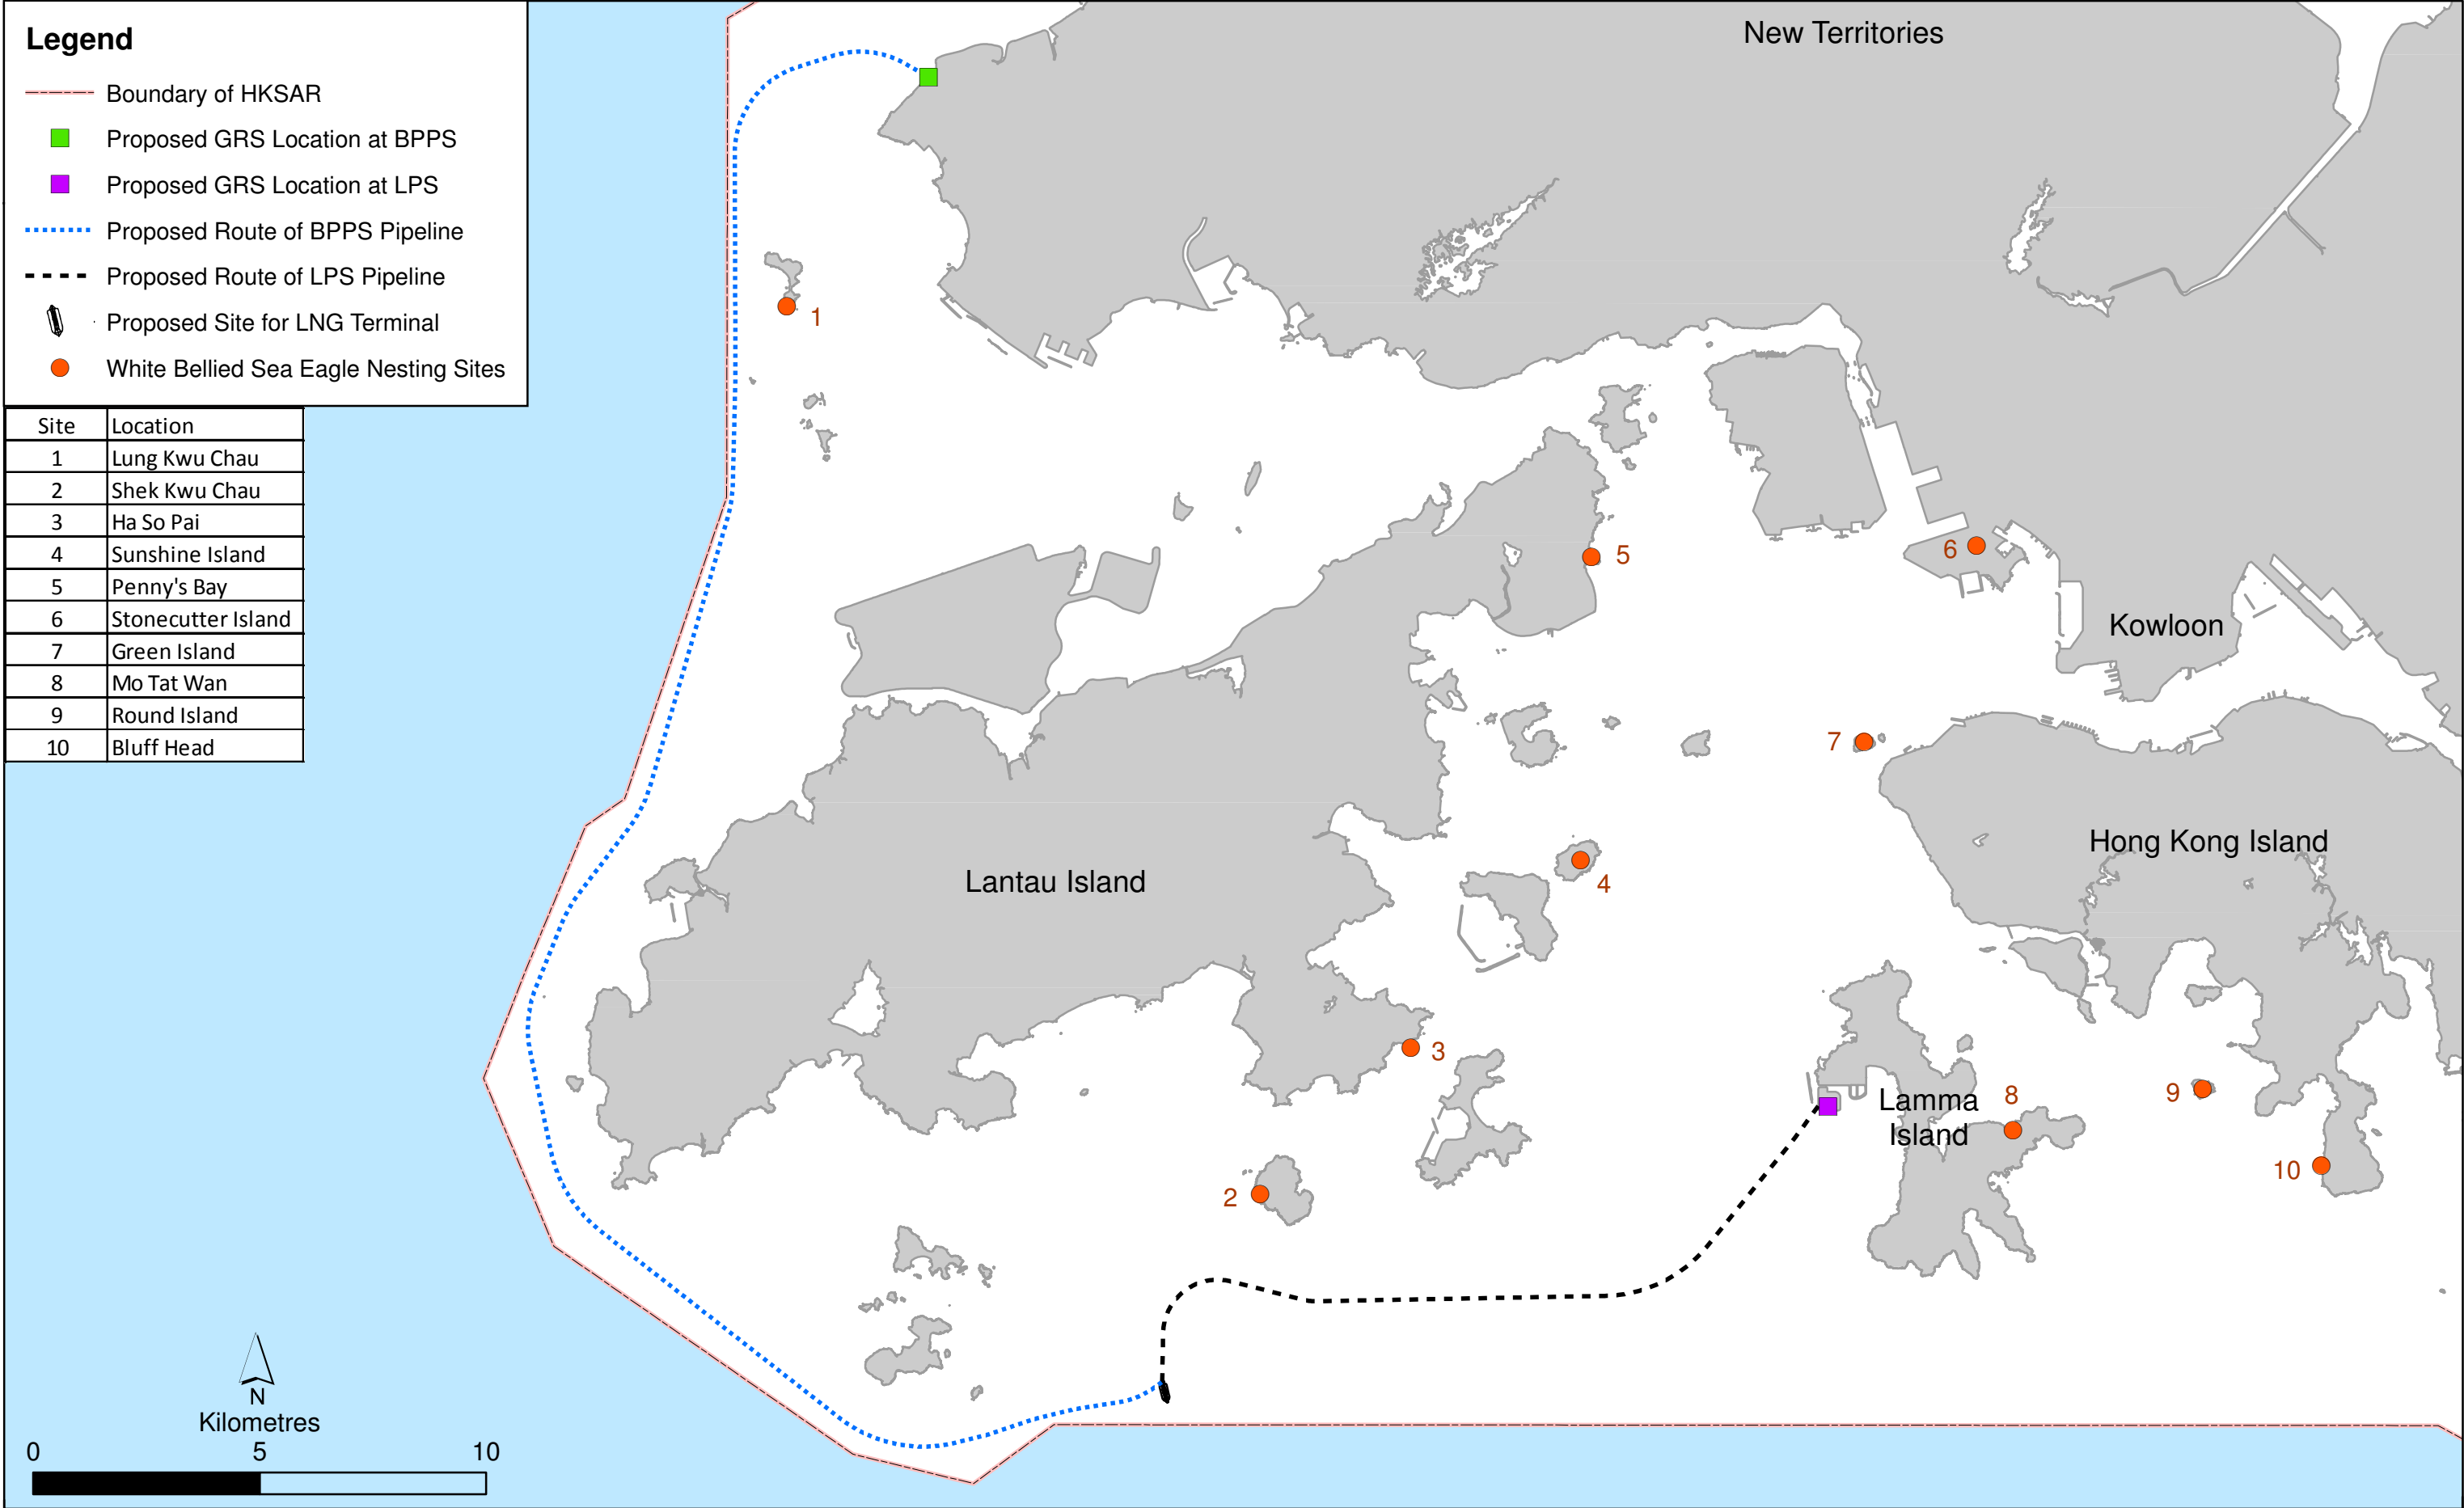 Legend
Boundary of HKSAR
Proposed GRS Location at BPPS
Proposed GRS Location at LPS
Proposed Route of BPPS Pipeline
Proposed Route of LPS Pipeline
Proposed Site for LNG Terminal
White Bellied Sea Eagle Nesting Sites
Site Location
1 Lung Kwu Chau
2 Shek Kwu Chau
3 Ha So Pai
4 Sunshine Island
5 Penny's Bay
6 Stonecutter Island
7 Green Island
8 Mo Tat Wan
9 Round Island
10 Bluff Head
New Territories
1
5
6
Kowloon
7
Hong Kong Island
Lantau Island
4
3
Lamma
Island
8
9
10
2
N
Kilometres
0 5 10